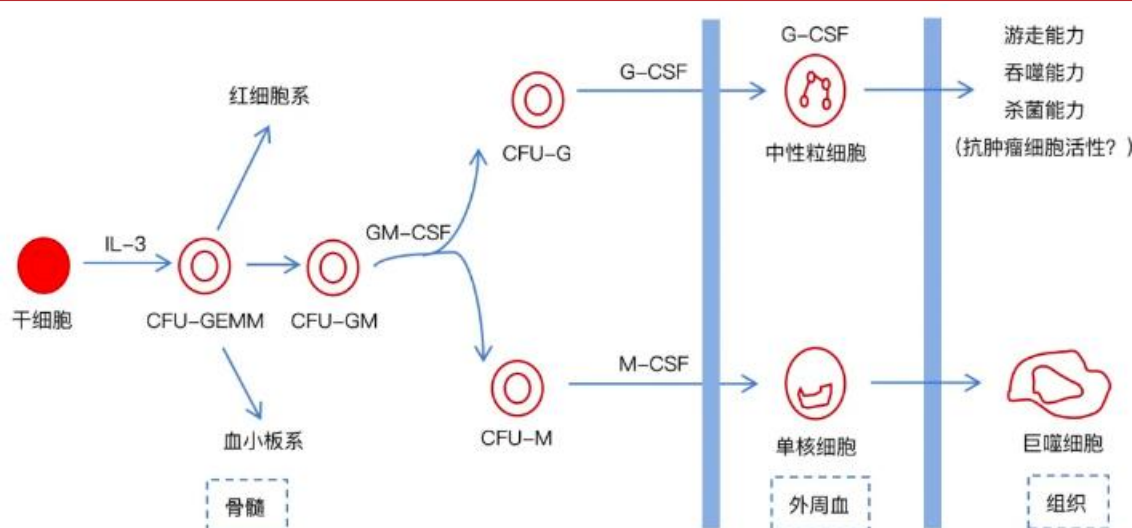 G-CSF
游走能力
吞噬能力
杀菌能力
(抗肿瘤细胞活性?)
G-CSF
红细胞系
CFU-G
中性粒细胞
GM-CSF
IL-3
干细胞
CFU-GEMM
CFU-GM
M-CSF
CFU-M
血小板系
单核细胞
巨噬细胞
骨髓
外周血
组织